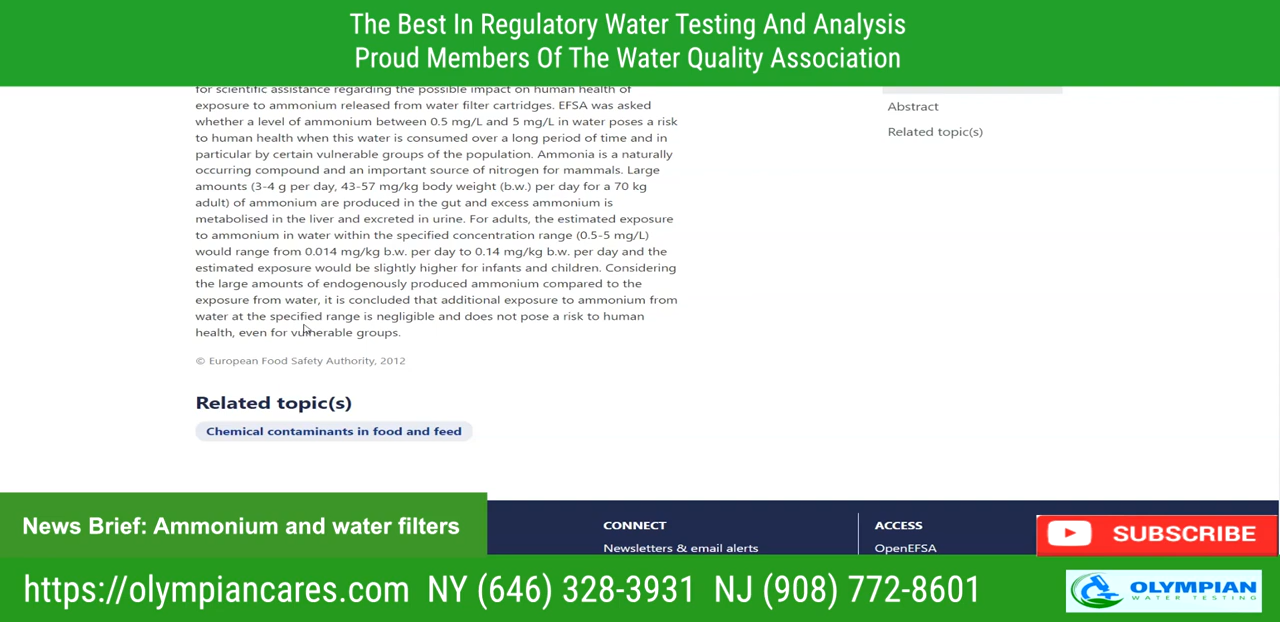 The Best In Regulatory Water Testing And Analysis
Proud Members Of The Water Quality Association
for scientific assistance regarding the possible impact on human health of
exposure to ammonium released from water filter cartridges. EFSA was asked
whether a level of ammonium between 0.5 mg/L and 5 mg/L in water poses a risk
to human health when this water is consumed over a long period of time and in
particular by certain vulnerable groups of the population. Ammonia is a naturally
occurring compound and an important source of nitrogen for mammals. Large
amounts (3-4 g per day, 43-57 mg/kg body weight (b.w.) per day for a 70 kg
adult) of ammonium are produced in the gut and excess ammonium is
metabolised in the liver and excreted in urine. For adults, the estimated exposure
to ammonium in water within the specified concentration range (0.5-5 mg/L)
would range from 0.014 mg/kg b.w. per day to 0.14 mg/kg b.w. per day and the
estimated exposure would be slightly higher for infants and children. Considering
the large amounts of endogenously produced ammonium compared to the
exposure from water, it is concluded that additional exposure to ammonium from
water at the specified range is negligible and does not pose a risk to human
health, even for vulnerable groups.
© European Food Safety Authority, 2012
Related topic(s)
Chemical contaminants in food and feed
Abstract
Related topic(s)
News Brief: Ammonium and water filters
CONNECT
Newsletters & email alerts
ACCESS
OpenEFSA
SUBSCRIBE
https://olympiancares.com NY (646) 328-3931 NJ (908) 772-8601
OLYMPIAN
WATER TESTING